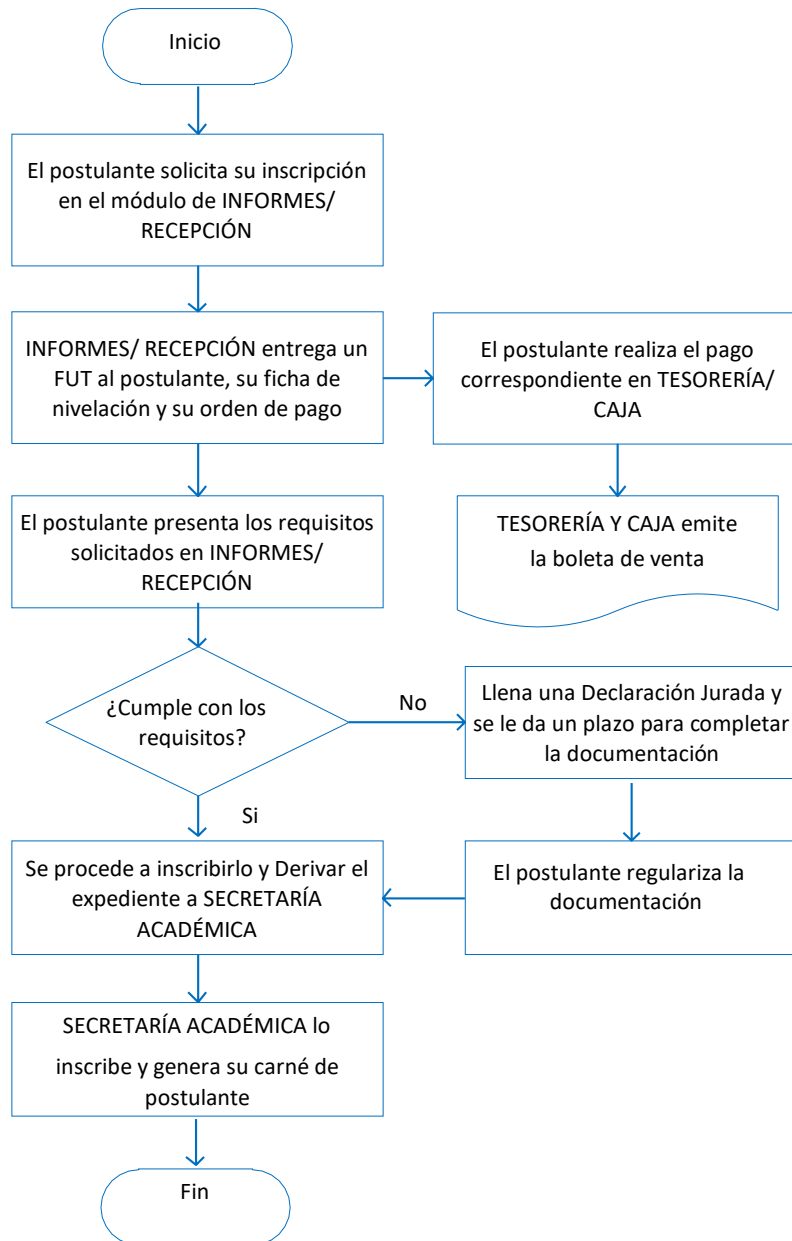 Inicio
El postulante solicita su inscripción
en el módulo de INFORMES/
RECEPCIÓN
INFORMES/ RECEPCIÓN entrega un
FUT al postulante, su ficha de
nivelación y su orden de pago
El postulante realiza el pago
correspondiente en TESORERÍA/
CAJA
El postulante presenta los requisitos
solicitados en INFORMES/
RECEPCIÓN
TESORERÍA Y CAJA emite
la boleta de venta
¿Cumple con los
requisitos?
No
Llena una Declaración Jurada y
se le da un plazo para completar
la documentación
Si
Se procede a inscribirlo y Derivar el
expediente a SECRETARÍA
ACADÉMICA
El postulante regulariza la
documentación
SECRETARÍA ACADÉMICA lo
inscribe y genera su carné de
postulante
Fin